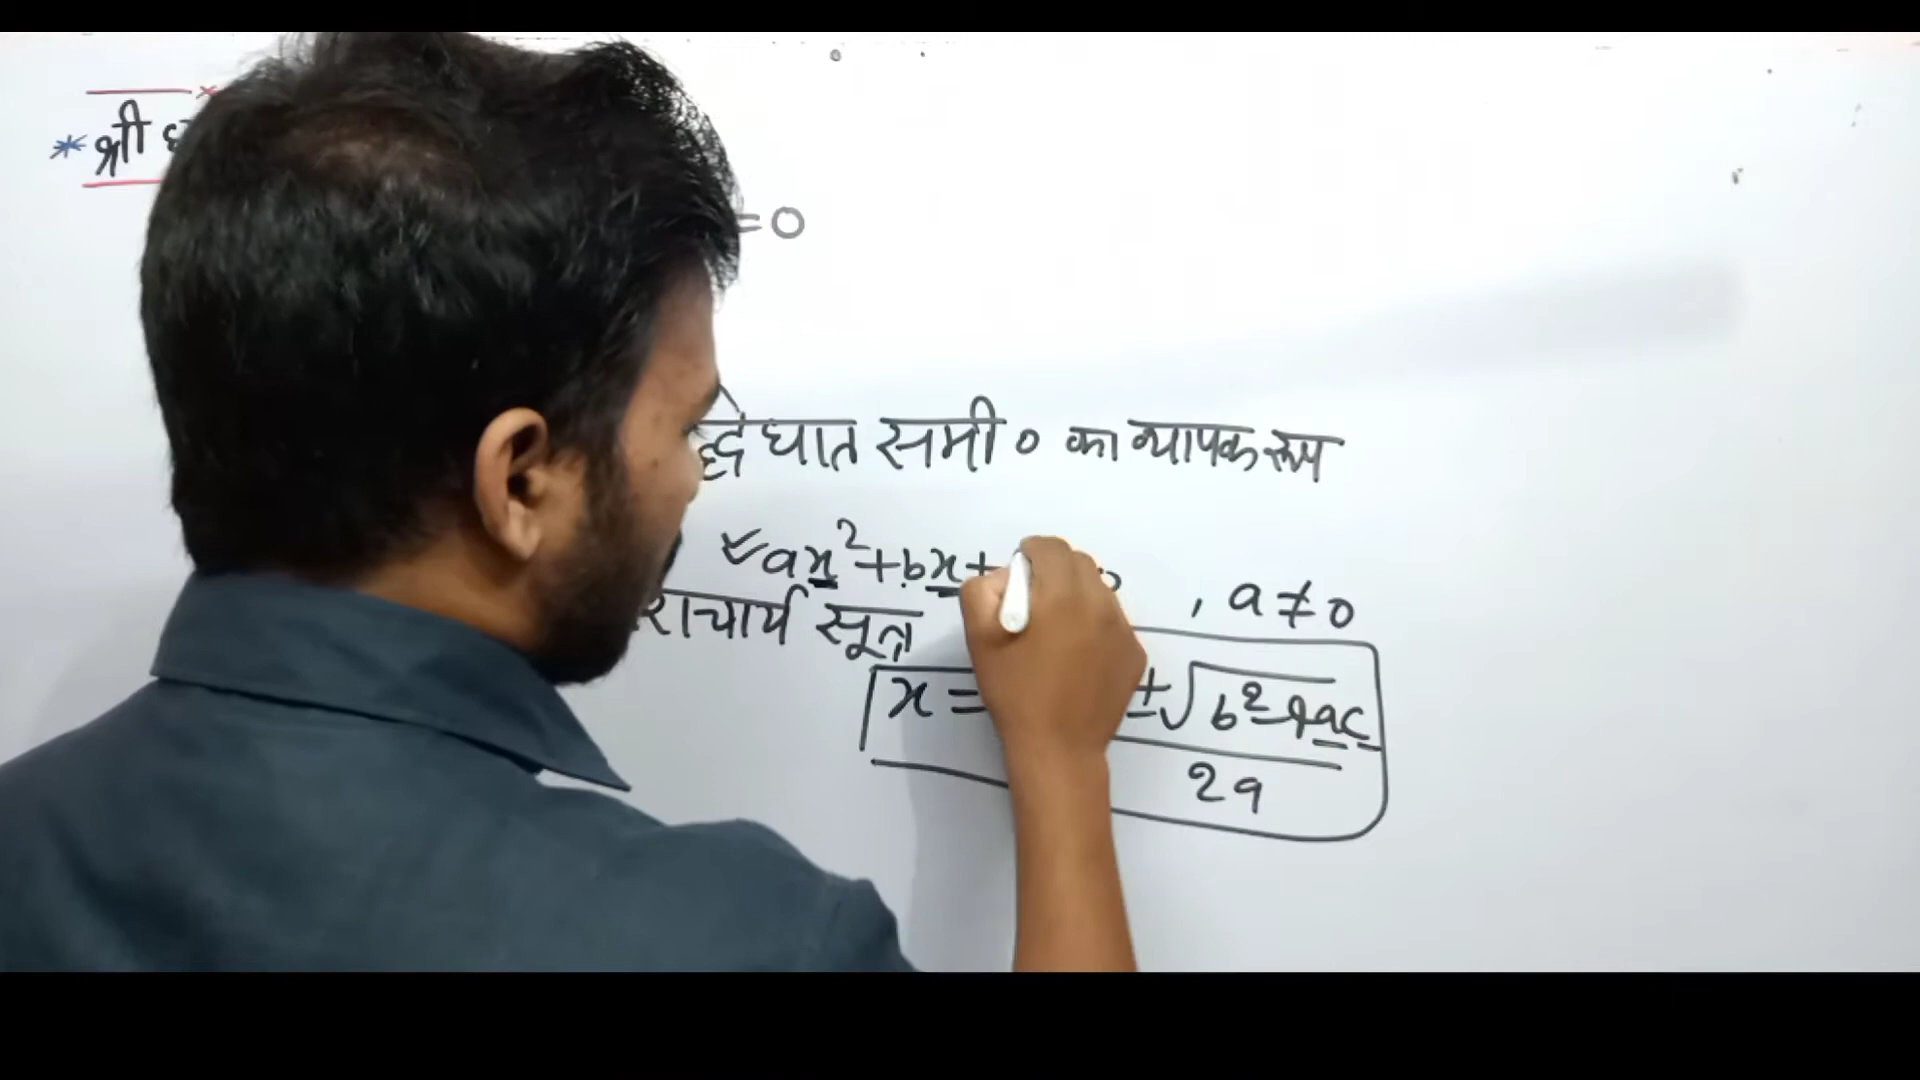 * श्री
=0
घात समी० का व्यापक रूप
ax²+bx+ , a≠0
राचार्य सूत्र
x= ±√b²-4ac
2a